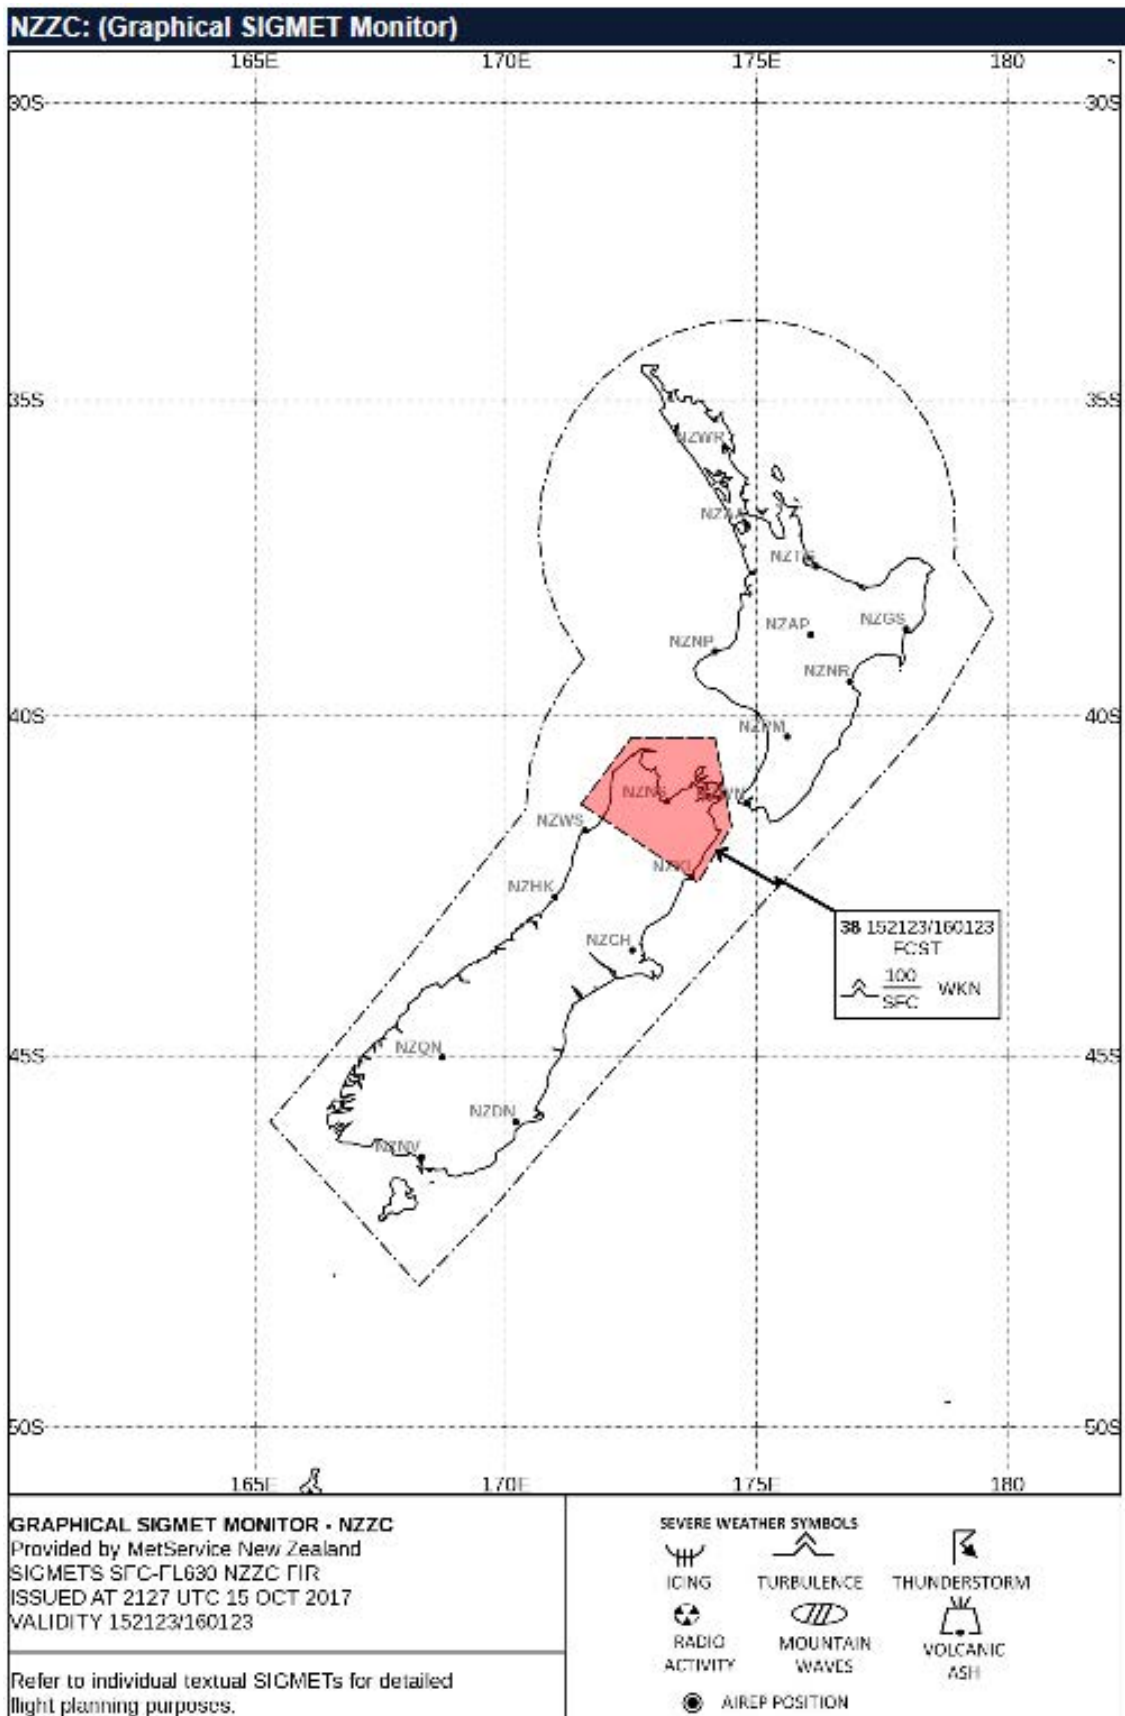 NZZC: (Graphical SIGMET Monitor)
165E 170E 175E 180
30S 30S
35S 35S
NZWR
NZAA
NZTG
NZAP
NZGS
NZNP
NZNR
40S 40S
NZPM
NZNS
NZWN
NZWS
NZKI
NZHK
NZCH
38 152123/160123
FCST
100
SFC
WKN
45S 45S
NZQN
NZDN
NZNV
50S 50S
165E 170E 175E 180
GRAPHICAL SIGMET MONITOR - NZZC
Provided by MetService New Zealand
SIGMETS SFC-FL630 NZZC FIR
ISSUED AT 2127 UTC 15 OCT 2017
VALIDITY 152123/160123
Refer to individual textual SIGMETs for detailed
flight planning purposes.
SEVERE WEATHER SYMBOLS
ICING TURBULENCE THUNDERSTORM
RADIO
ACTIVITY
MOUNTAIN
WAVES
VOLCANIC
ASH
AIREP POSITION